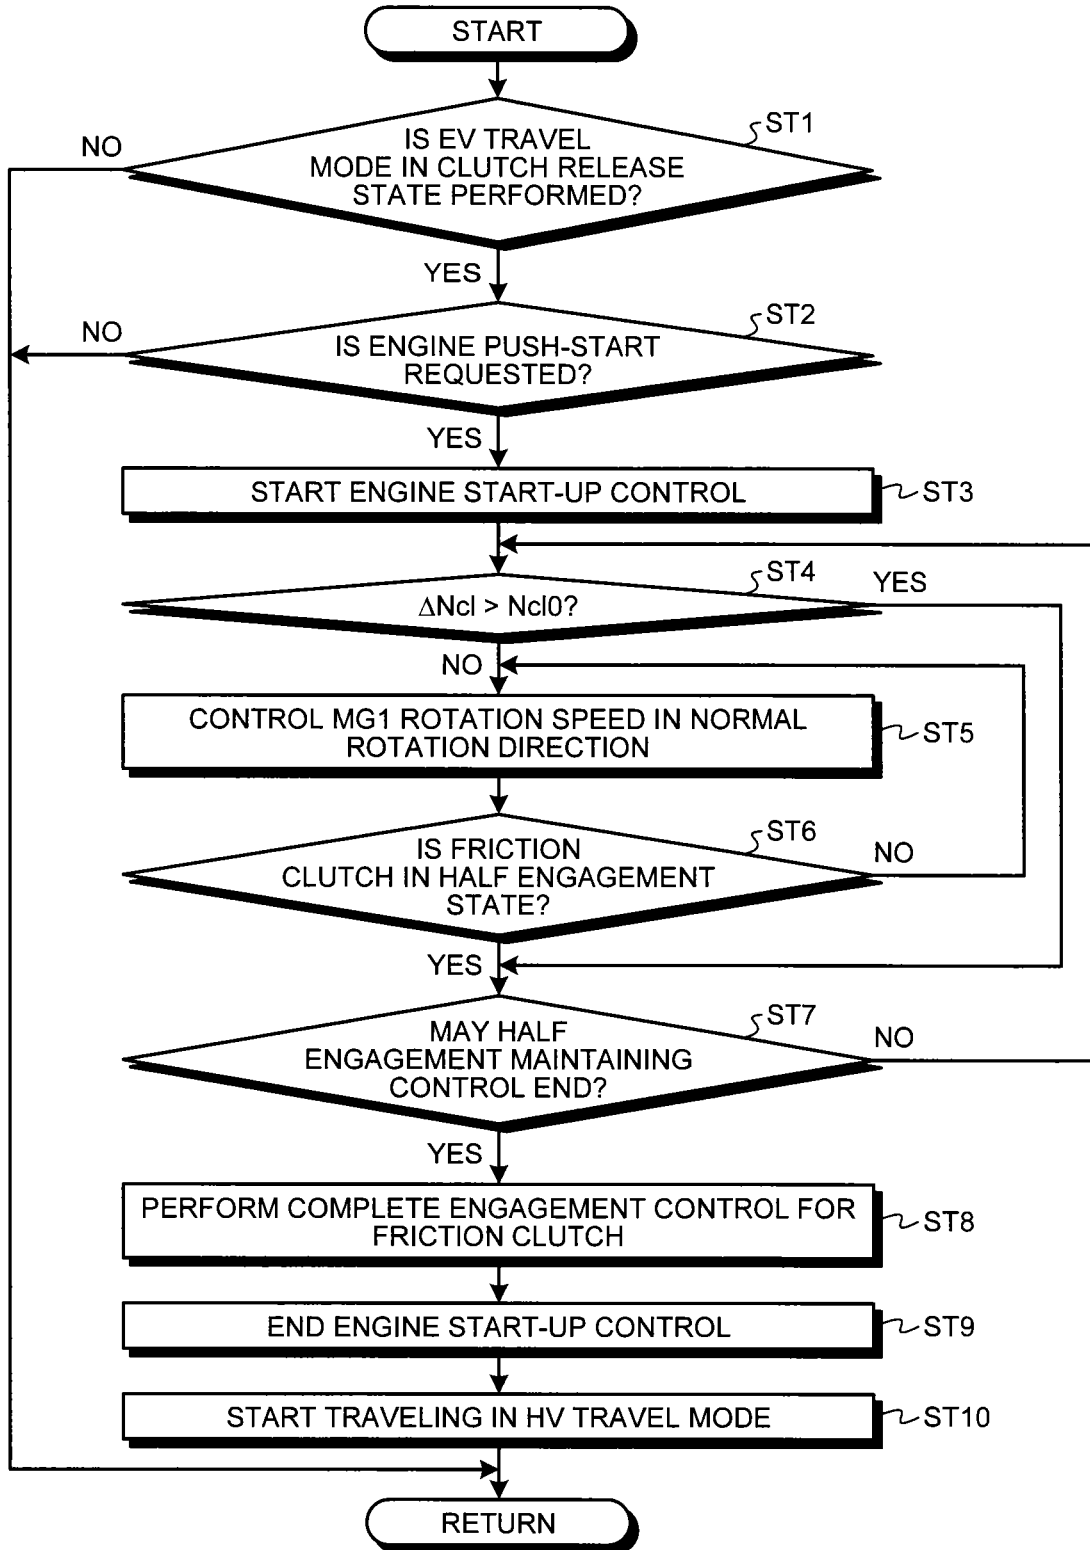 START
ST1
NO
IS EV TRAVEL
MODE IN CLUTCH RELEASE
STATE PERFORMED?
YES
ST2
NO
IS ENGINE PUSH-START
REQUESTED?
YES
START ENGINE START-UP CONTROL
ST3
ST4
YES
ΔNcl > Ncl0?
NO
CONTROL MG1 ROTATION SPEED IN NORMAL
ROTATION DIRECTION
ST5
ST6
IS FRICTION
CLUTCH IN HALF ENGAGEMENT
STATE?
NO
YES
ST7
MAY HALF
ENGAGEMENT MAINTAINING
CONTROL END?
NO
YES
PERFORM COMPLETE ENGAGEMENT CONTROL FOR
FRICTION CLUTCH
ST8
END ENGINE START-UP CONTROL
ST9
START TRAVELING IN HV TRAVEL MODE
ST10
RETURN